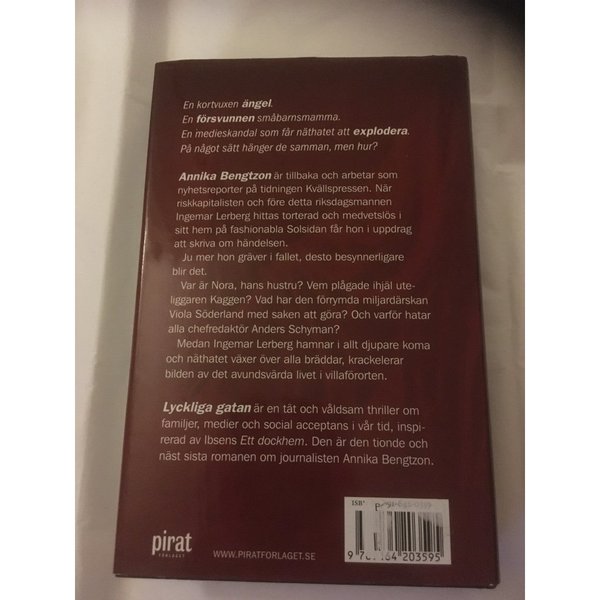 En kortvuxen ängel.
En försvunnen småbarnsmamma.
En medieskandal som får näthatet att explodera.
På något sätt hänger de samman, men hur?
Annika Bengtzon är tillbaka och arbetar som
nyhetsreporter på tidningen Kvällspressen. När
riskkapitalisten och före detta riksdagsmannen
Ingemar Lerberg hittas torterad och medvetslös i
sitt hem på fashionabla Solsidan får hon i uppdrag
att skriva om händelsen.
Ju mer hon gräver i fallet, desto besynnerligare
blir det.
Var är Nora, hans hustru? Vem plågade ihjäl ute-
liggaren Kaggen? Vad har den förrymda miljardärskan
Viola Söderland med saken att göra? Och varför hatar
alla chefredaktör Anders Schyman?
Medan Ingemar Lerberg hamnar i allt djupare koma
och näthatet växer över alla bräddar, krackelerar
bilden av det avundsvärda livet i villaförorten.
Lyckliga gatan är en tät och våldsam thriller om
familjer, medier och social acceptans i vår tid, inspi-
rerad av Ibsens Ett dockhem. Den är den tionde och
näst sista romanen om journalisten Annika Bengtzon.
ISBN
pirat
FÖRLAGET
WWW.PIRATFORLAGET.SE
203595